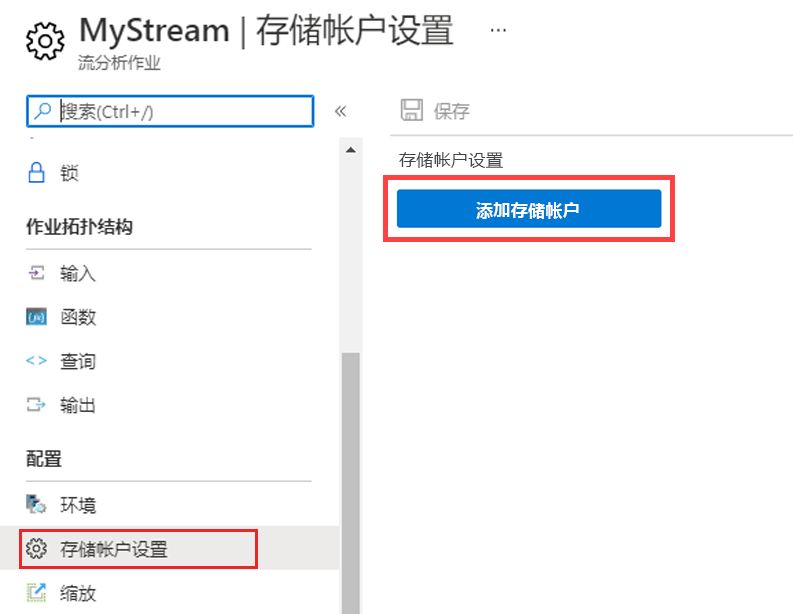 MyStream | 存储帐户设置 ...
流分析作业
搜索(Ctrl+/)
«
保存
锁
存储帐户设置
添加存储帐户
作业拓扑结构
输入
函数
查询
输出
配置
环境
存储帐户设置
缩放